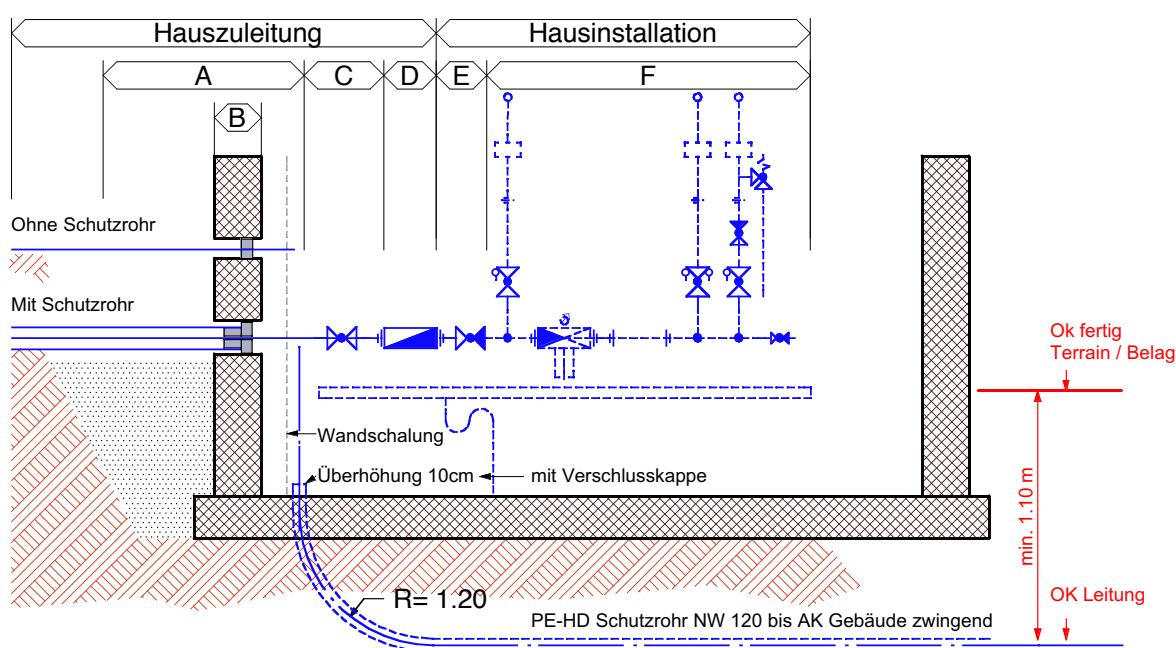 Hauszuleitung
Hausinstallation
A
C
D
E
F
B
Ohne Schutzrohr
Mit Schutzrohr
Ok fertig
Terrain / Belag
Wandschalung
Überhöhung 10cm
mit Verschlusskappe
min. 1.10 m
R= 1.20
OK Leitung
PE-HD Schutzrohr NW 120 bis AK Gebäude zwingend